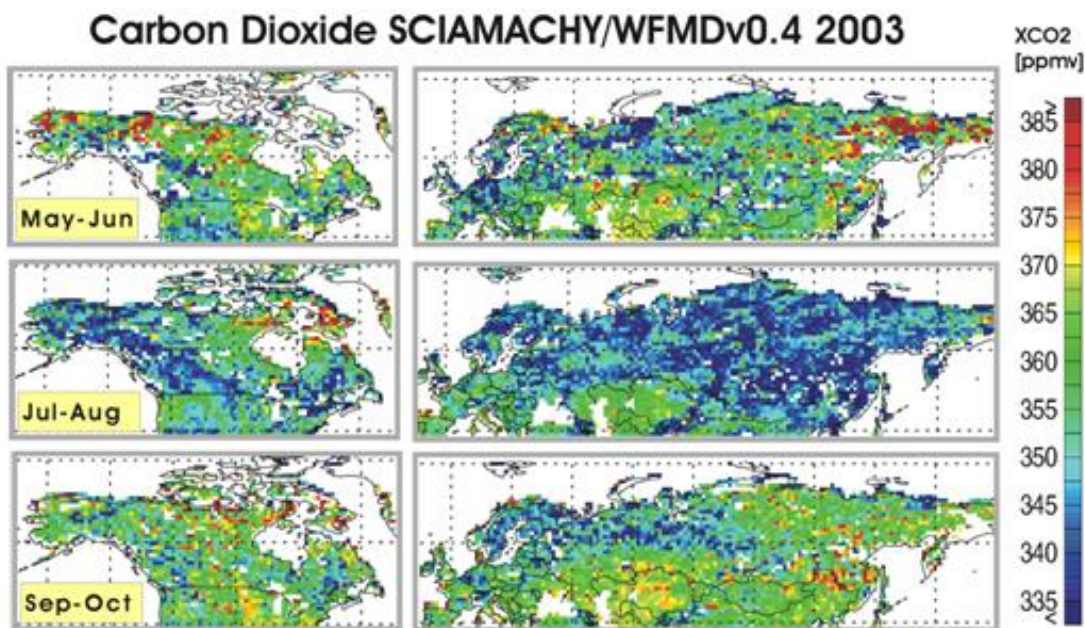 Carbon Dioxide SCIAMACHY/WFMDv0.4 2003
XCO2
[ppmv]
May-Jun
Jul-Aug
Sep-Oct
>
385
380
375
370
365
360
355
350
345
340
335
<